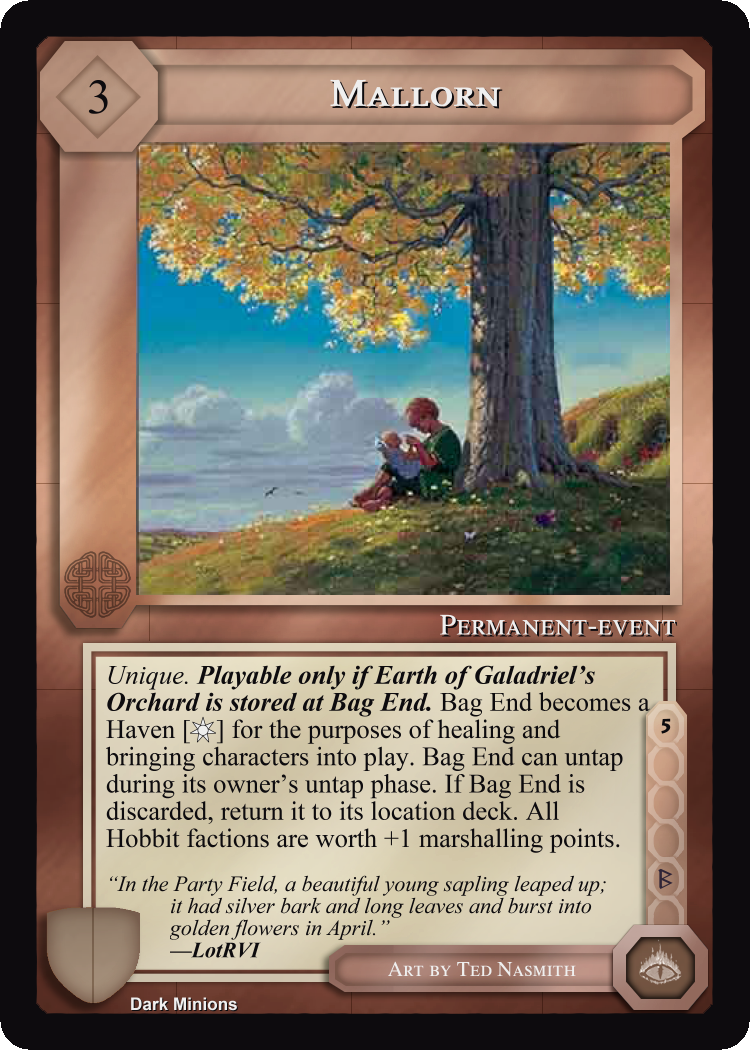 3
Mallorn
Permanent-event
Unique. Playable only if Earth of Galadriel's
Orchard is stored at Bag End. Bag End becomes a
Haven [] for the purposes of healing and
bringing characters into play. Bag End can untap
during its owner's untap phase. If Bag End is
discarded, return it to its location deck. All
Hobbit factions are worth +1 marshalling points.
5
ᛒ
“In the Party Field, a beautiful young sapling leaped up;
it had silver bark and long leaves and burst into
golden flowers in April.”
—LotRVI
Art by Ted Nasmith
Dark Minions